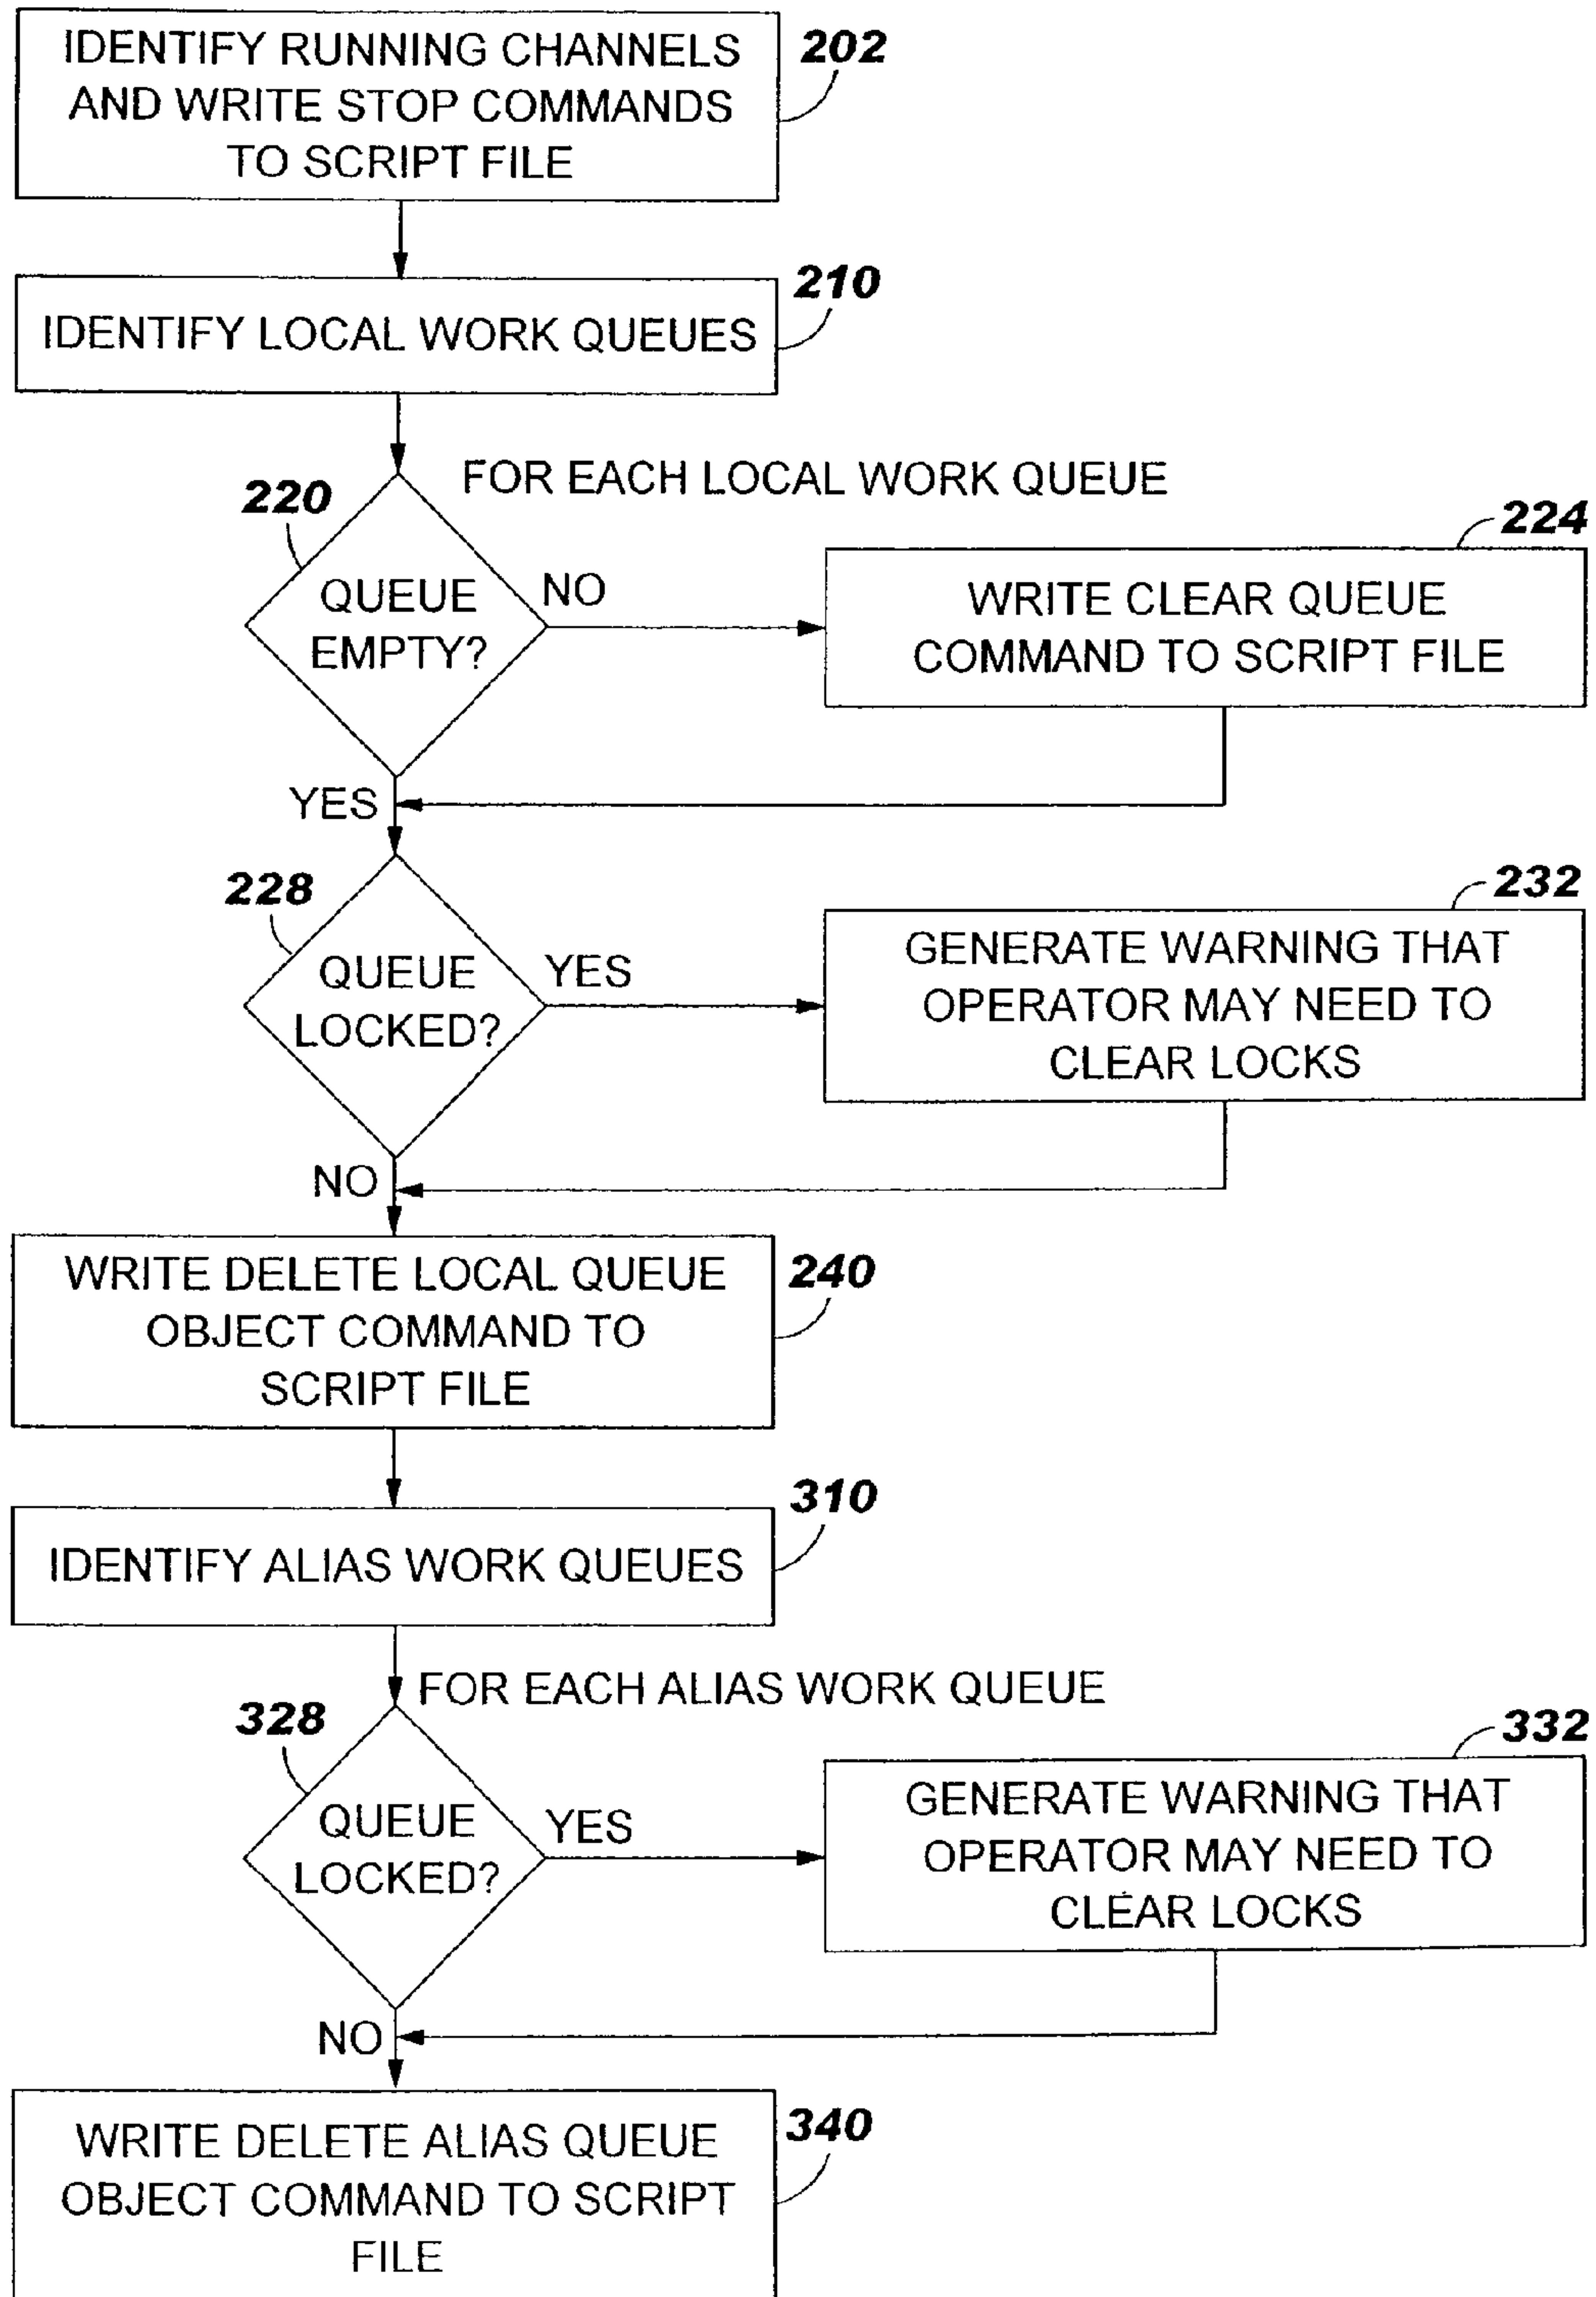 IDENTIFY RUNNING CHANNELS
AND WRITE STOP COMMANDS
TO SCRIPT FILE
202
IDENTIFY LOCAL WORK QUEUES
210
FOR EACH LOCAL WORK QUEUE
220
QUEUE
EMPTY?
NO
224
WRITE CLEAR QUEUE
COMMAND TO SCRIPT FILE
YES
228
QUEUE
LOCKED?
YES
232
GENERATE WARNING THAT
OPERATOR MAY NEED TO
CLEAR LOCKS
NO
WRITE DELETE LOCAL QUEUE
OBJECT COMMAND TO
SCRIPT FILE
240
IDENTIFY ALIAS WORK QUEUES
310
FOR EACH ALIAS WORK QUEUE
328
QUEUE
LOCKED?
YES
332
GENERATE WARNING THAT
OPERATOR MAY NEED TO
CLEAR LOCKS
NO
WRITE DELETE ALIAS QUEUE
OBJECT COMMAND TO SCRIPT
FILE
340